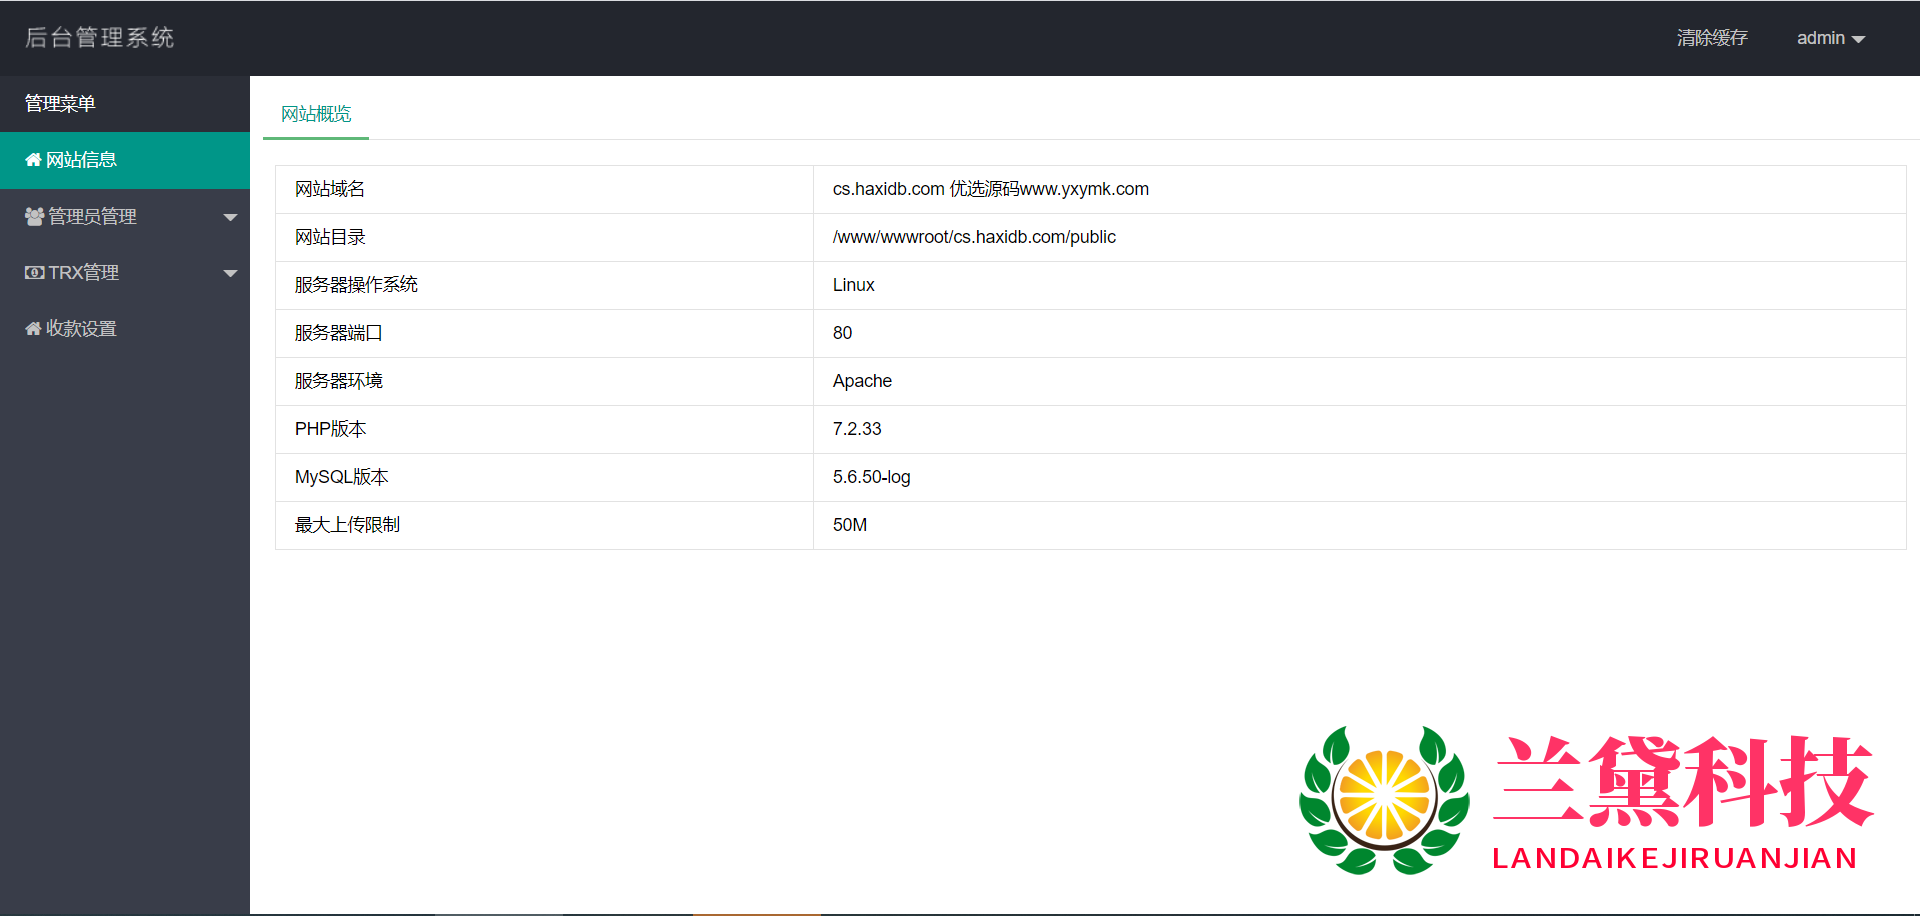 后台管理系统
清除缓存
admin
管理菜单
网站信息
管理员管理
TRX管理
收款设置
网站概览
网站域名 cs.haxidb.com 优选源码www.yxymk.com
网站目录 /www/wwwroot/cs.haxidb.com/public
服务器操作系统 Linux
服务器端口 80
服务器环境 Apache
PHP版本 7.2.33
MySQL版本 5.6.50-log
最大上传限制 50M
兰黛科技
LANDAIKEJIRUANJIAN